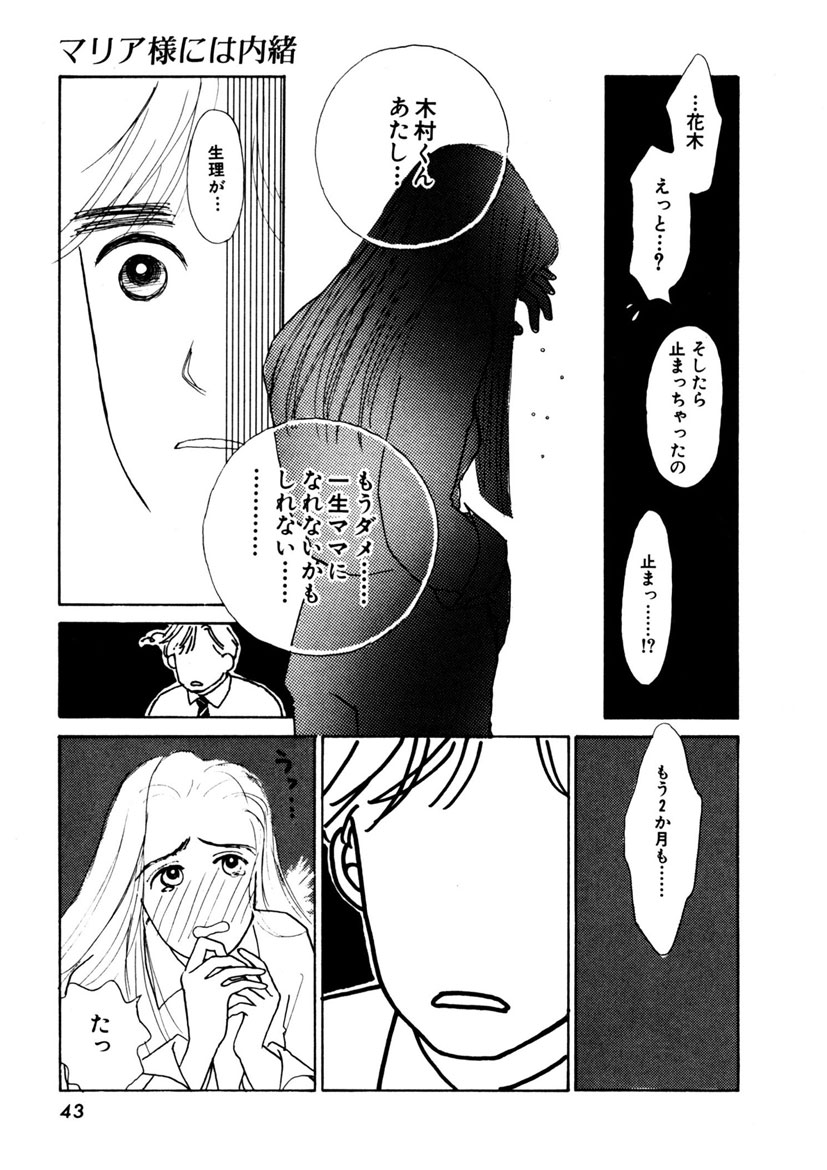 マリア様には内緒
…花木
えっと…？
そしたら
止まっちゃったの
止まっ……!?
木村くん
あたし…
もうダメ……
一生ママに
なれないかも
しれない……
…………
生理が…
もう2か月も……
うっ…
たっ
43